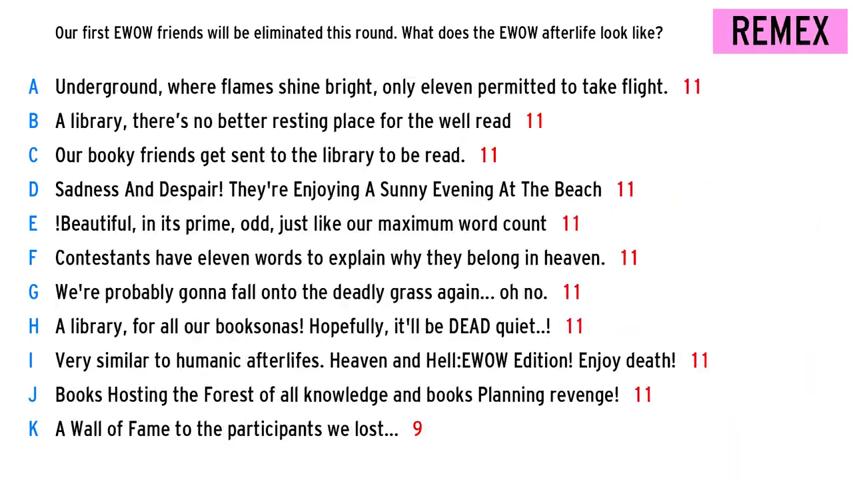 Our first EWOW friends will be eliminated this round. What does the EWOW afterlife look like?
REMEX
A Underground, where flames shine bright, only eleven permitted to take flight. 11
B A library, there's no better resting place for the well read 11
C Our booky friends get sent to the library to be read. 11
D Sadness And Despair! They're Enjoying A Sunny Evening At The Beach 11
E !Beautiful, in its prime, odd, just like our maximum word count 11
F Contestants have eleven words to explain why they belong in heaven. 11
G We're probably gonna fall onto the deadly grass again... oh no. 11
H A library, for all our booksonas! Hopefully, it'll be DEAD quiet..! 11
I Very similar to humanic afterlifes. Heaven and Hell:EWOW Edition! Enjoy death! 11
J Books Hosting the Forest of all knowledge and books Planning revenge! 11
K A Wall of Fame to the participants we lost... 9